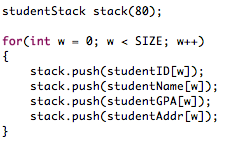 studentStack stack(80);

for(int w = 0; w < SIZE; w++)
{
    stack.push(studentID[w]);
    stack.push(studentName[w]);
    stack.push(studentGPA[w]);
    stack.push(studentAddr[w]);
}